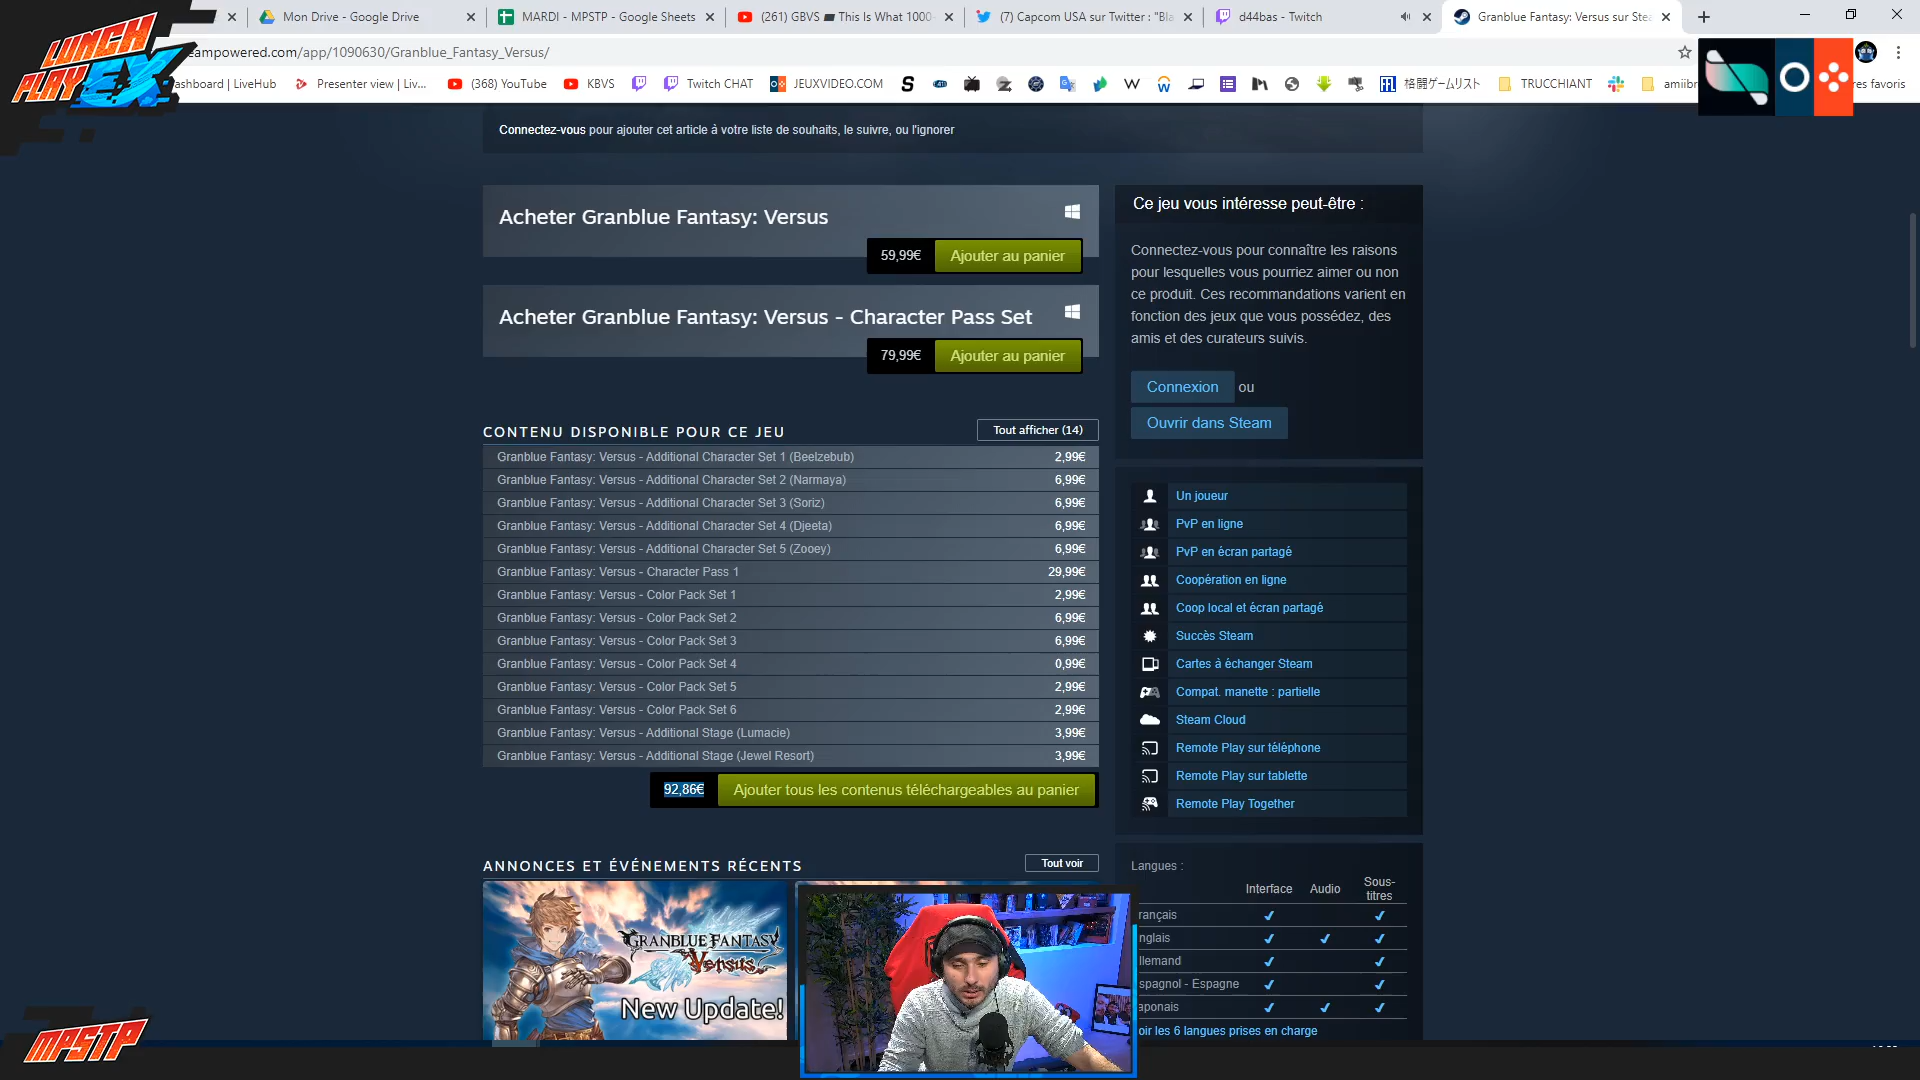 LUNCH
PLAY EX
Mon Drive - Google Drive
MARDI - MPSTP - Google Sheets
(261) GBVS This Is What 1000
(7) Capcom USA sur Twitter : "Bla
d44bas - Twitch
Granblue Fantasy: Versus sur Ste
eampowered.com/app/1090630/Granblue_Fantasy_Versus/
ashboard | LiveHub
Presenter view | Liv...
(368) YouTube
KBVS
Twitch CHAT
JEUXVIDEO.COM
格闘ゲームリスト
TRUCCHIANT
amiibr
res favoris
Connectez-vous pour ajouter cet article à votre liste de souhaits, le suivre, ou l'ignorer
Acheter Granblue Fantasy: Versus
59,99€ Ajouter au panier
Acheter Granblue Fantasy: Versus - Character Pass Set
79,99€ Ajouter au panier
CONTENU DISPONIBLE POUR CE JEU
Tout afficher (14)
Granblue Fantasy: Versus - Additional Character Set 1 (Beelzebub) 2,99€
Granblue Fantasy: Versus - Additional Character Set 2 (Narmaya) 6,99€
Granblue Fantasy: Versus - Additional Character Set 3 (Soriz) 6,99€
Granblue Fantasy: Versus - Additional Character Set 4 (Djeeta) 6,99€
Granblue Fantasy: Versus - Additional Character Set 5 (Zooey) 6,99€
Granblue Fantasy: Versus - Character Pass 1 29,99€
Granblue Fantasy: Versus - Color Pack Set 1 2,99€
Granblue Fantasy: Versus - Color Pack Set 2 6,99€
Granblue Fantasy: Versus - Color Pack Set 3 6,99€
Granblue Fantasy: Versus - Color Pack Set 4 0,99€
Granblue Fantasy: Versus - Color Pack Set 5 2,99€
Granblue Fantasy: Versus - Color Pack Set 6 2,99€
Granblue Fantasy: Versus - Additional Stage (Lumacie) 3,99€
Granblue Fantasy: Versus - Additional Stage (Jewel Resort) 3,99€
92,86€ Ajouter tous les contenus téléchargeables au panier
ANNONCES ET ÉVÉNEMENTS RÉCENTS
Tout voir
GRANBLUE FANTASY
Versus
New Update!
Ce jeu vous intéresse peut-être :
Connectez-vous pour connaître les raisons
pour lesquelles vous pourriez aimer ou non
ce produit. Ces recommandations varient en
fonction des jeux que vous possédez, des
amis et des curateurs suivis.
Connexion ou
Ouvrir dans Steam
Un joueur
PvP en ligne
PvP en écran partagé
Coopération en ligne
Coop local et écran partagé
Succès Steam
Cartes à échanger Steam
Compat. manette : partielle
Steam Cloud
Remote Play sur téléphone
Remote Play sur tablette
Remote Play Together
Langues :
Interface Audio Sous-
titres
rançais
nglais
llemand
spagnol - Espagne
aponais
oir les 6 langues prises en charge
MPSTP